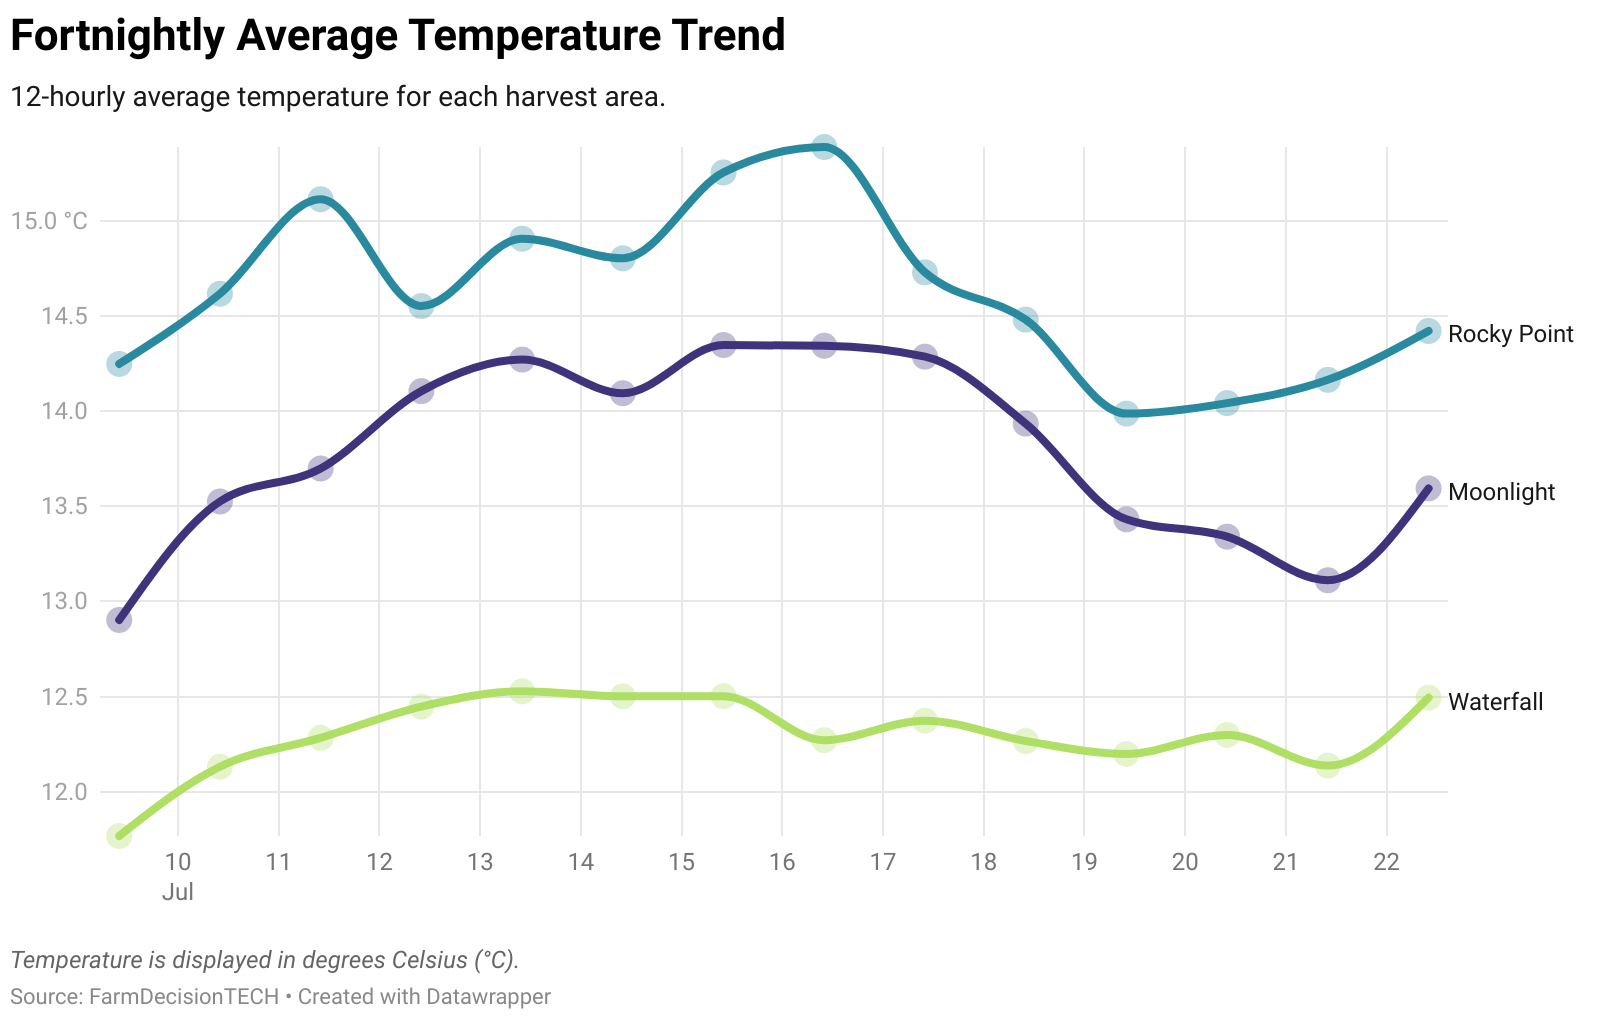 Fortnightly Average Temperature Trend
12-hourly average temperature for each harvest area.
15.0 °C
14.5
14.0
13.5
13.0
12.5
12.0
Rocky Point
Moonlight
Waterfall
10 11 12 13 14 15 16 17 18 19 20 21 22
Jul
Temperature is displayed in degrees Celsius (°C).
Source: FarmDecisionTECH • Created with Datawrapper